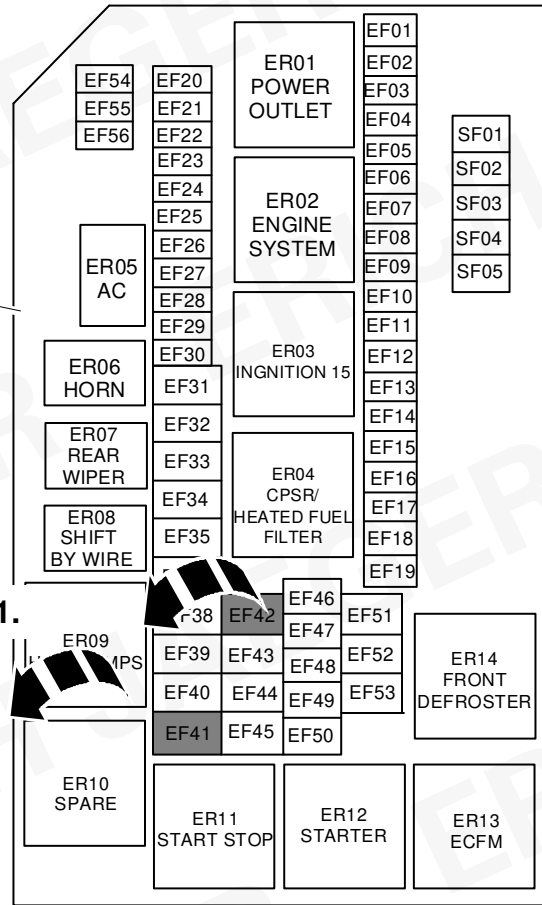 EF54
EF55
EF56
EF20
EF21
EF22
EF23
EF24
EF25
EF26
EF27
EF28
EF29
EF30
EF31
EF32
EF33
EF34
EF35
ER01
POWER
OUTLET
ER02
ENGINE
SYSTEM
ER03
INGNITION 15
ER04
CPSR/
HEATED FUEL
FILTER
EF01
EF02
EF03
EF04
EF05
EF06
EF07
EF08
EF09
EF10
EF11
EF12
EF13
EF14
EF15
EF16
EF17
EF18
EF19
SF01
SF02
SF03
SF04
SF05
ER05
AC
ER06
HORN
ER07
REAR
WIPER
ER08
SHIFT
BY WIRE
1.
ER09
EF39
EF40
EF41
EF42
EF43
EF44
EF45
EF46
EF47
EF48
EF49
EF50
EF51
EF52
EF53
ER14
FRONT
DEFROSTER
ER10
SPARE
ER11
START STOP
ER12
STARTER
ER13
ECFM